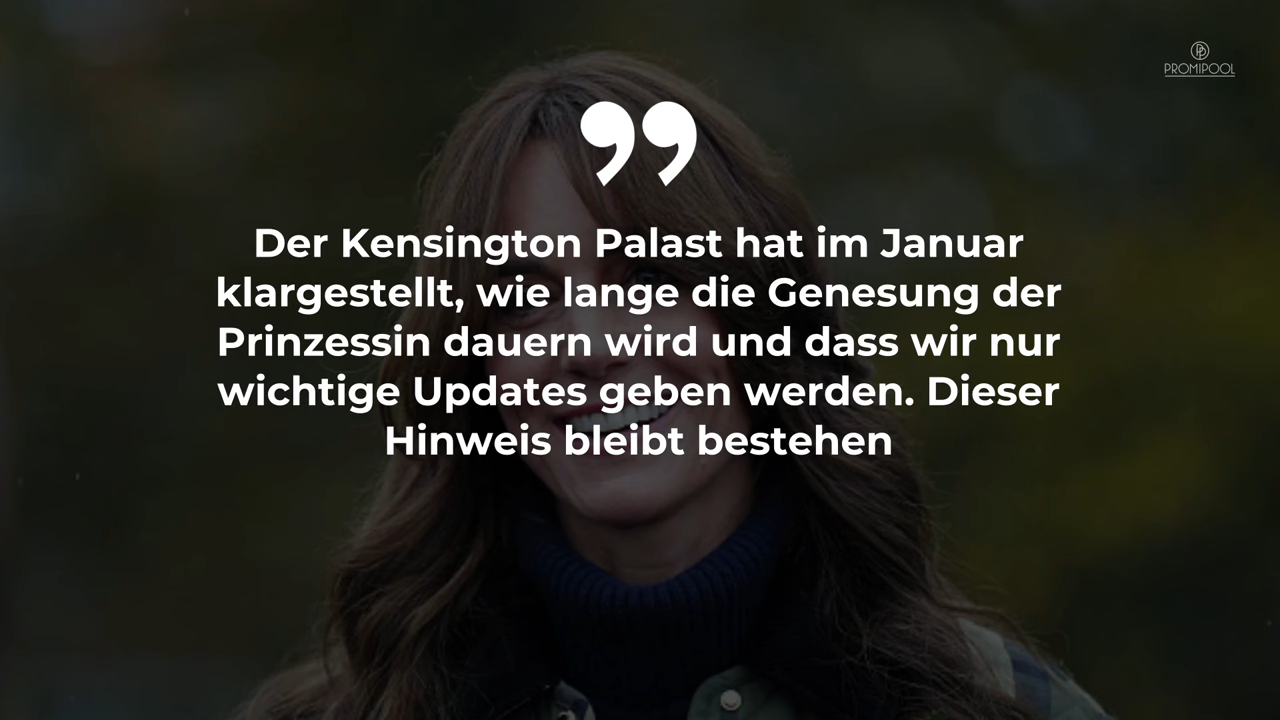 PROMIPOOL
”
Der Kensington Palast hat im Januar
klargestellt, wie lange die Genesung der
Prinzessin dauern wird und dass wir nur
wichtige Updates geben werden. Dieser
Hinweis bleibt bestehen